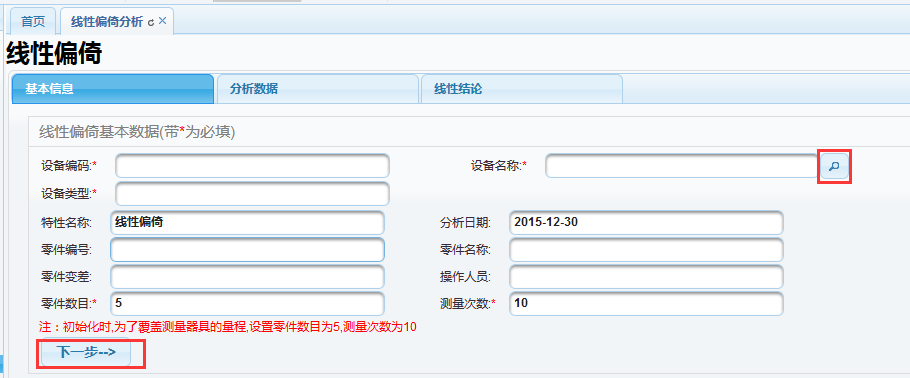 首页 线性偏倚分析
线性偏倚
基本信息 分析数据 线性结论
线性偏倚基本数据(带*为必填)
设备编码:* 设备名称:*
设备类型:*
特性名称: 线性偏倚 分析日期: 2015-12-30
零件编号: 零件名称:
零件变差: 操作人员:
零件数目:* 5 测量次数:* 10
注：初始化时,为了覆盖测量器具的量程,设置零件数目为5,测量次数为10
下一步-->